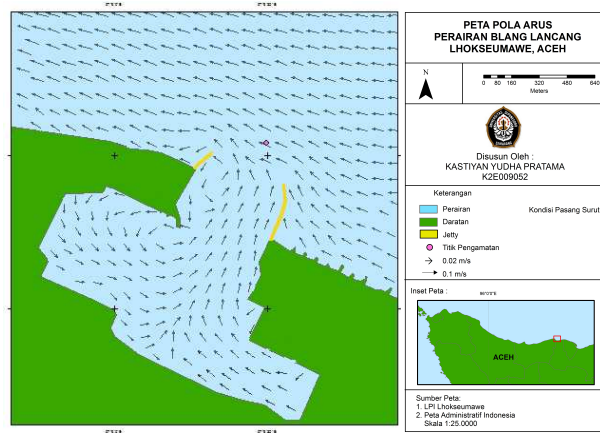 PETA POLA ARUS
PERAIRAN BLANG LANCANG
LHOKSEUMAWE, ACEH
N
0 80 160 320 480 640
Meters
Disusun Oleh :
KASTIYAN YUDHA PRATAMA
K2E009052
Keterangan
Perairan
Kondisi Pasang Surut
Daratan
Jetty
Titik Pengamatan
0.02 m/s
0.1 m/s
Inset Peta :
ACEH
Sumber Peta:
1. LPI Lhokseumawe
2. Peta Administratif Indonesia
Skala 1:25.0000